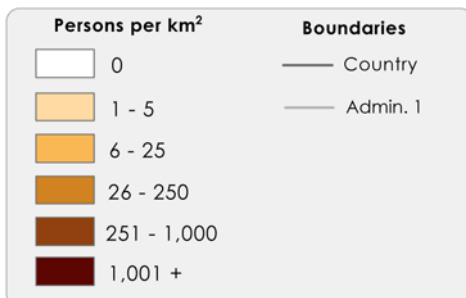 Persons per km²
0
1 - 5
6 - 25
26 - 250
251 - 1,000
1,001 +
Boundaries
Country
Admin. 1